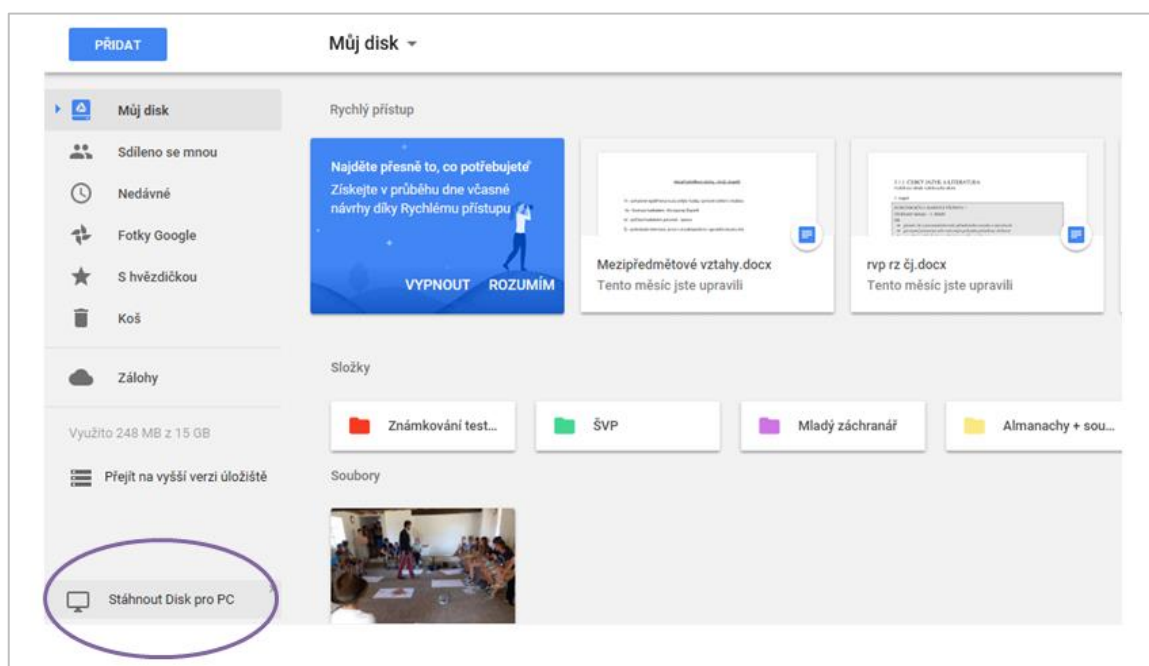 PŘIDAT
Můj disk
Můj disk
Sdíleno se mnou
Nedávné
Fotky Google
S hvězdičkou
Koš
Zálohy
Využito 248 MB z 15 GB
Přejít na vyšší verzi úložiště
Stáhnout Disk pro PC
Rychlý přístup
Najděte přesně to, co potřebujete
Získejte v průběhu dne včasné
návrhy díky Rychlému přístupu
VYPNOUT ROZUMÍM
Mezipředmětové vztahy.docx
Tento měsíc jste upravili
rvp rz čj.docx
Tento měsíc jste upravili
Složky
Známkování test...
ŠVP
Mladý záchranář
Almanachy + sou...
Soubory